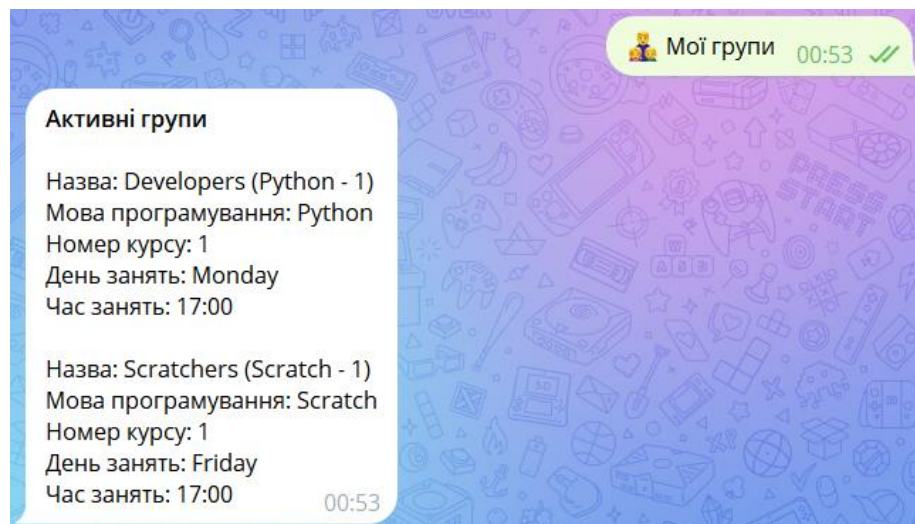 👨‍👧‍👦 Мої групи 00:53
Активні групи
Назва: Developers (Python - 1)
Мова програмування: Python
Номер курсу: 1
День занять: Monday
Час занять: 17:00
Назва: Scratchers (Scratch - 1)
Мова програмування: Scratch
Номер курсу: 1
День занять: Friday
Час занять: 17:00 00:53
PRESS
START